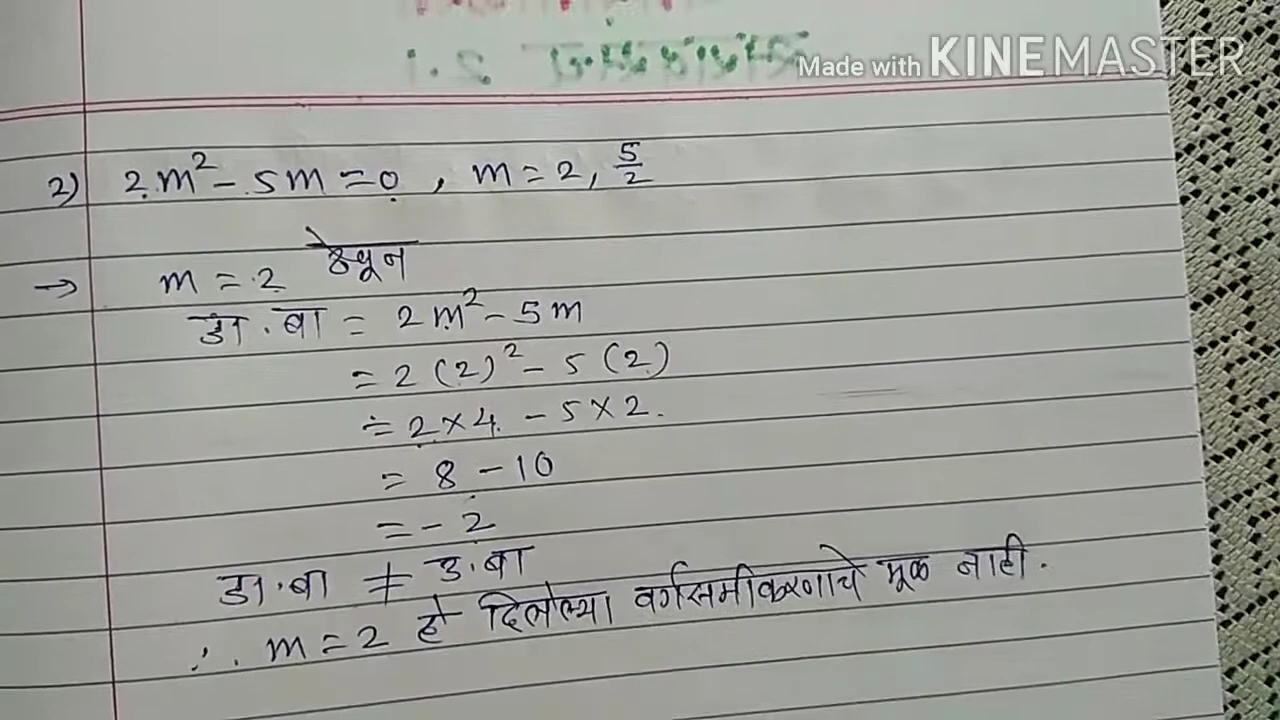 Made with KINEMASTER
2) 2m² - 5m = 0 , m = 2, 5/2
→ m = 2 ठेवून
डा.बा = 2m² - 5m
= 2 (2)² - 5 (2)
= 2 × 4 - 5 × 2.
= 8 - 10
= - 2
डा.बा ≠ उ.बा
∴ m = 2 हे दिलेल्या वर्गसमीकरणाचे मूळ नाही.